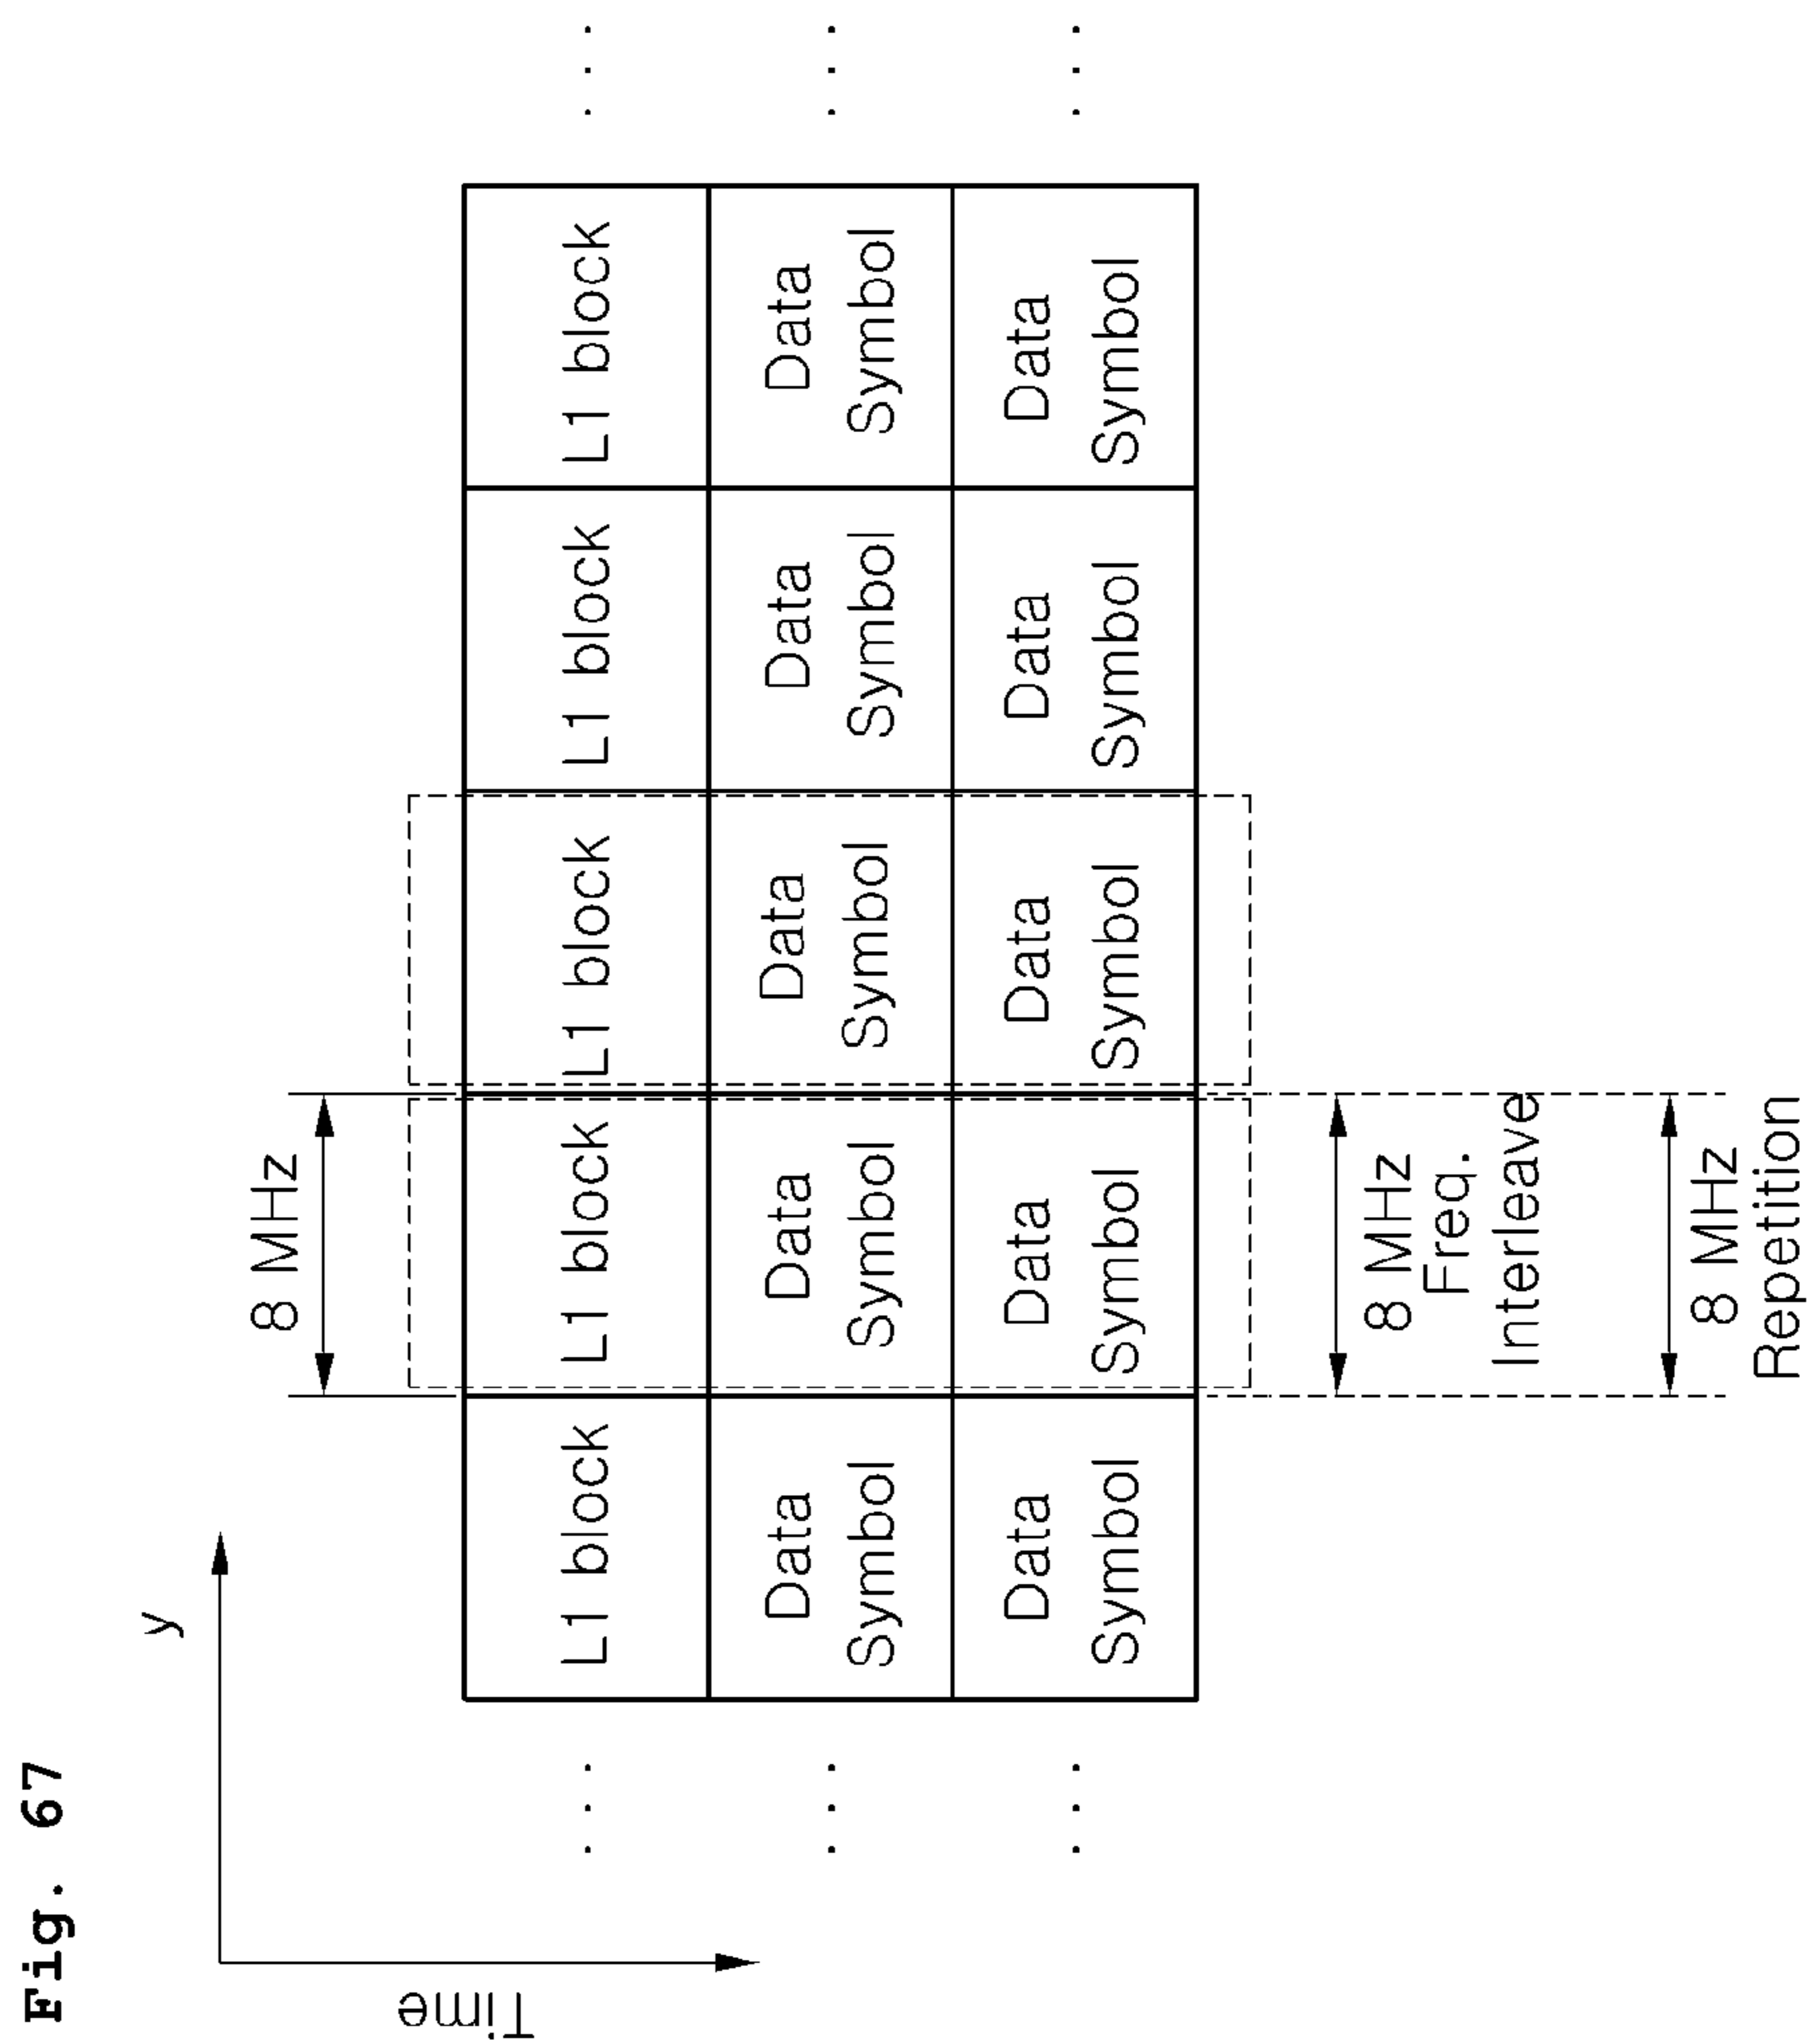 Fig. 67
y
Time
8 MHz
L1 block
L1 block
L1 block
L1 block
L1 block
Data
Symbol
Data
Symbol
Data
Symbol
Data
Symbol
Data
Symbol
Data
Symbol
Data
Symbol
Data
Symbol
Data
Symbol
Data
Symbol
8 MHz
Freq.
Interleave
8 MHz
Repetition